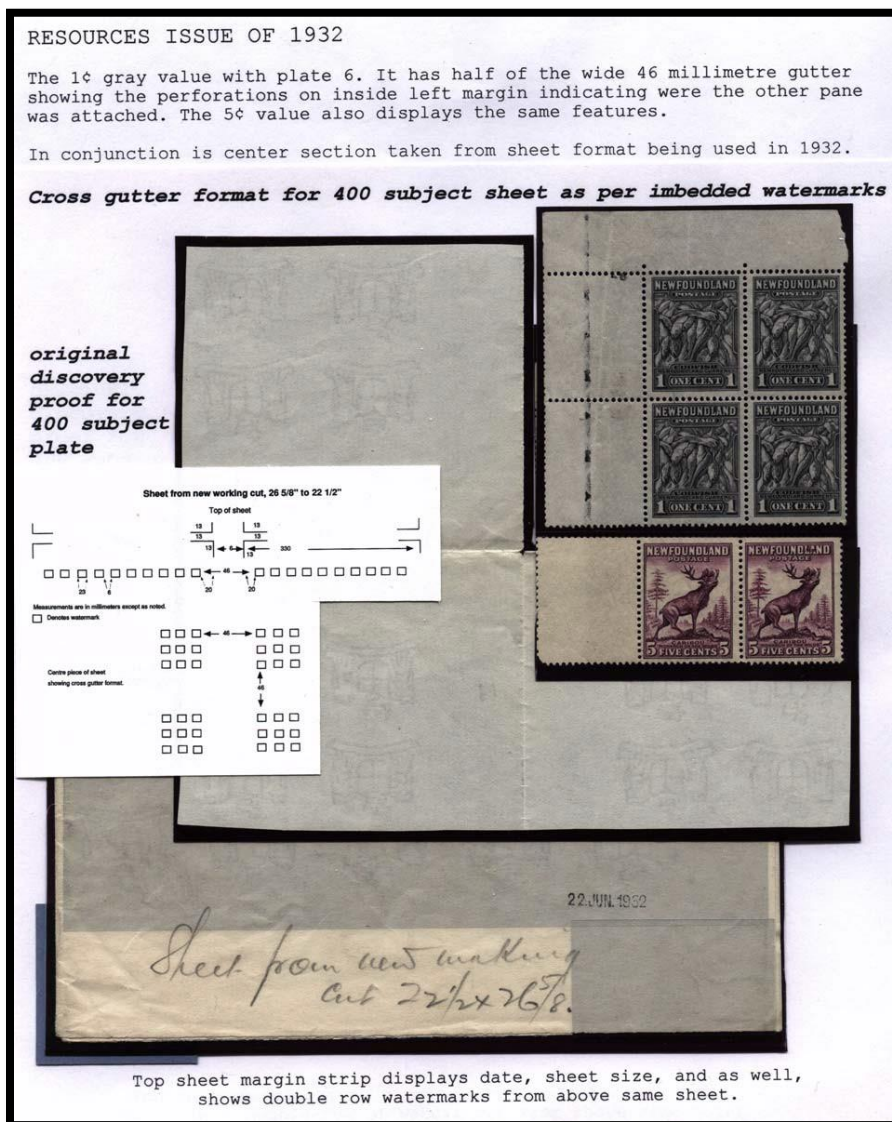 RESOURCES ISSUE OF 1932
The 1¢ gray value with plate 6. It has half of the wide 46 millimetre gutter
showing the perforations on inside left margin indicating were the other pane
was attached. The 5¢ value also displays the same features.
In conjunction is center section taken from sheet format being used in 1932.
Cross gutter format for 400 subject sheet as per imbedded watermarks
NEWFOUNDLAND NEWFOUNDLAND
POSTAGE POSTAGE
1 ONE CENT 1 1 ONE CENT 1
NEWFOUNDLAND NEWFOUNDLAND
POSTAGE POSTAGE
1 ONE CENT 1 1 ONE CENT 1
original
discovery
proof for
400 subject
plate
Sheet from new working cut, 26 5/8" to 22 1/2"
Top of sheet
13 13
13 13
13 6 13 330
46
23 6 20 20
Measurements are in millimeters except as noted.
Denotes watermark
46
Centre piece of sheet
showing cross gutter format.
46
NEWFOUNDLAND NEWFOUNDLAND
POSTAGE POSTAGE
CARIBOU CARIBOU
5 FIVE CENTS 5 5 FIVE CENTS 5
22 JUN. 1932
Sheet from new making
cut 22 1/2 x 26 5/8.
Top sheet margin strip displays date, sheet size, and as well,
shows double row watermarks from above same sheet.